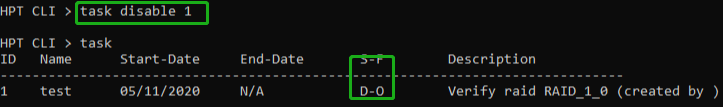 HPT CLI > task disable 1
HPT CLI > task
ID Name Start-Date End-Date S-F Description
--------------------------------------------------------------------------------
1 test 05/11/2020 N/A D-O Verify raid RAID_1_0 (created by )